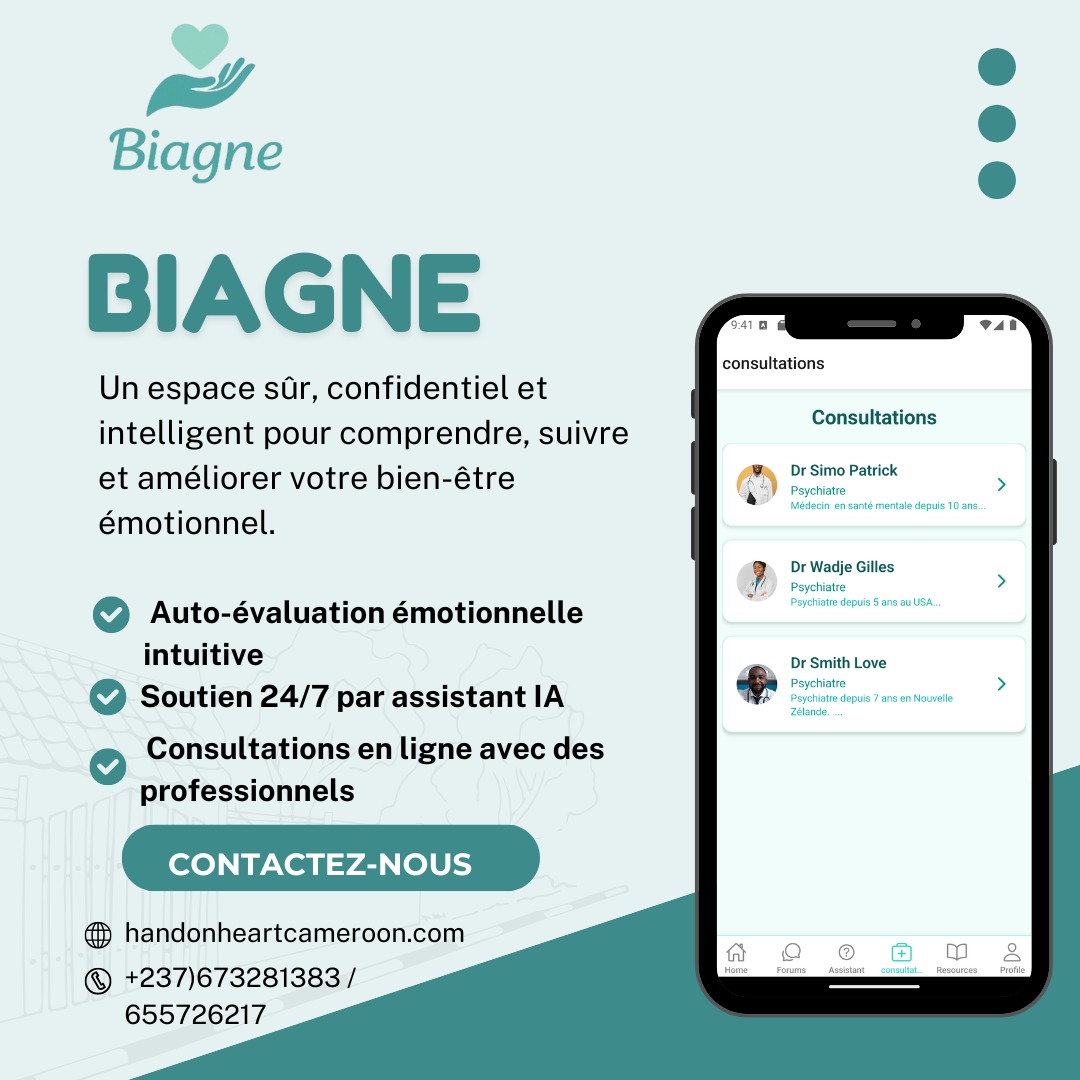 Biagne
BIAGNE
Un espace sûr, confidentiel et
intelligent pour comprendre, suivre
et améliorer votre bien-être
émotionnel.
Auto-évaluation émotionnelle
intuitive
Soutien 24/7 par assistant IA
Consultations en ligne avec des
professionnels
CONTACTEZ-NOUS
handonheartcameroon.com
+237)673281383 /
655726217
9:41
consultations
Consultations
Dr Simo Patrick
Psychiatre
Médecin en santé mentale depuis 10 ans...
Dr Wadje Gilles
Psychiatre
Psychiatre depuis 5 ans au USA...
Dr Smith Love
Psychiatre
Psychiatre depuis 7 ans en Nouvelle
Zélande. ...
Home Forums Assistant consultat... Resources Profile